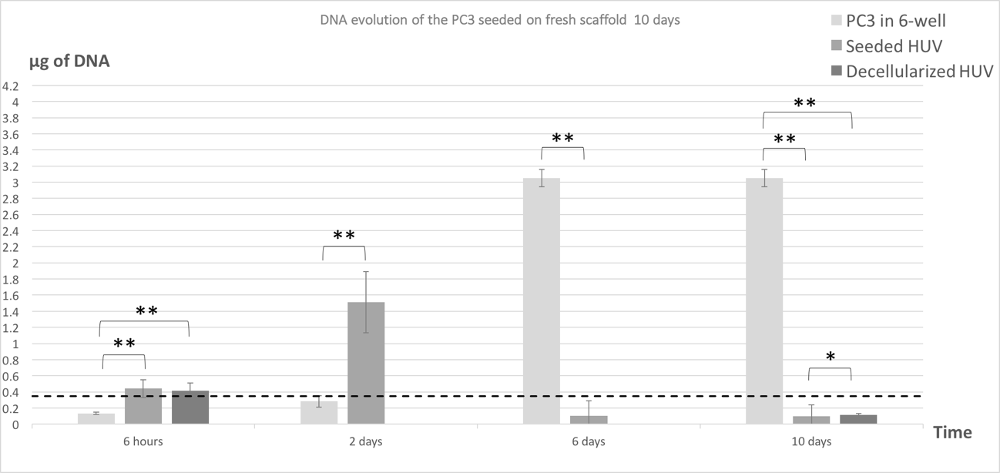 DNA evolution of the PC3 seeded on fresh scaffold 10 days
PC3 in 6-well
Seeded HUV
Decellularized HUV
µg of DNA
4.2
4
3.8
3.6
3.4
3.2
3
2.8
2.6
2.4
2.2
2
1.8
1.6
1.4
1.2
1
0.8
0.6
0.4
0.2
0
**
**
**
**
**
**
*
6 hours
2 days
6 days
10 days
Time